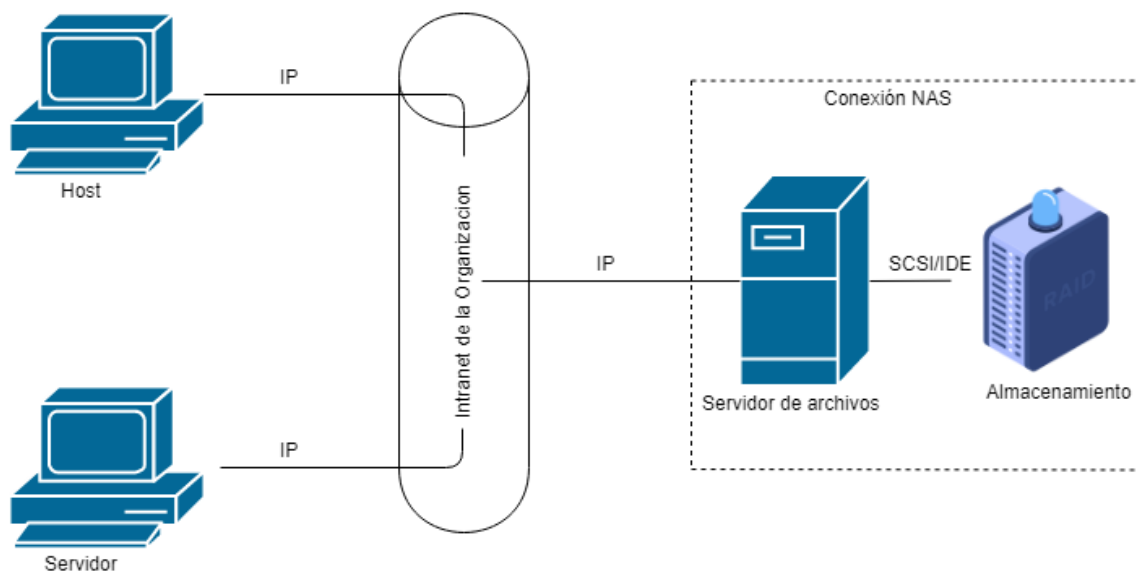 IP
Conexión NAS
Host
Intranet de la Organizacion
IP
SCSI/IDE
RAID
Servidor de archivos
Almacenamiento
IP
Servidor